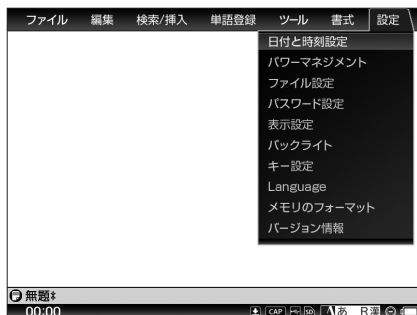 ファイル 編集 検索/挿入 単語登録 ツール 書式 設定
日付と時刻設定
パワーマネジメント
ファイル設定
パスワード設定
表示設定
バックライト
キー設定
Language
メモリのフォーマット
バージョン情報
無題*
00:00 CAP SD あ R漢